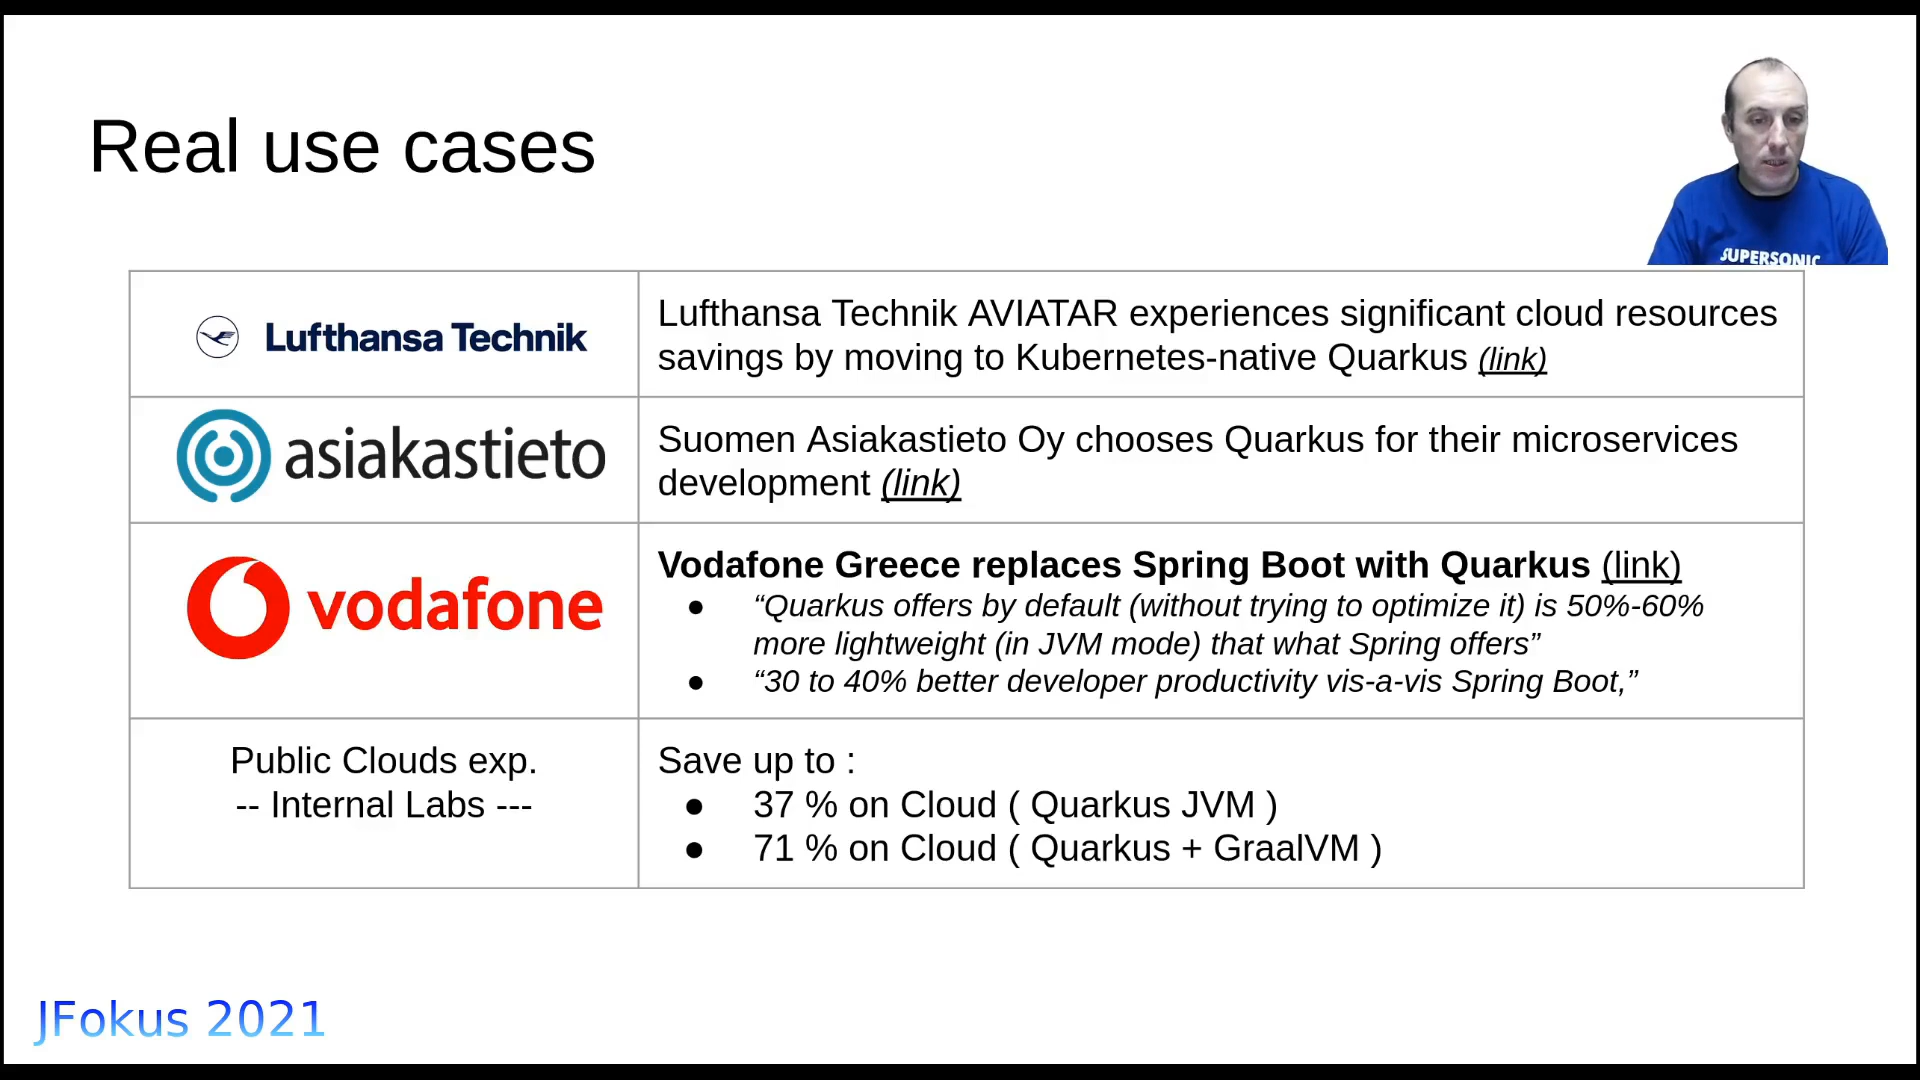 Real use cases
SUPERSONIC
Lufthansa Technik
Lufthansa Technik AVIATAR experiences significant cloud resources
savings by moving to Kubernetes-native Quarkus (link)
asiakastieto
Suomen Asiakastieto Oy chooses Quarkus for their microservices
development (link)
vodafone
Vodafone Greece replaces Spring Boot with Quarkus (link)
● “Quarkus offers by default (without trying to optimize it) is 50%-60%
more lightweight (in JVM mode) that what Spring offers”
● “30 to 40% better developer productivity vis-a-vis Spring Boot,”
Public Clouds exp.
-- Internal Labs ---
Save up to :
● 37 % on Cloud ( Quarkus JVM )
● 71 % on Cloud ( Quarkus + GraalVM )
JFokus 2021